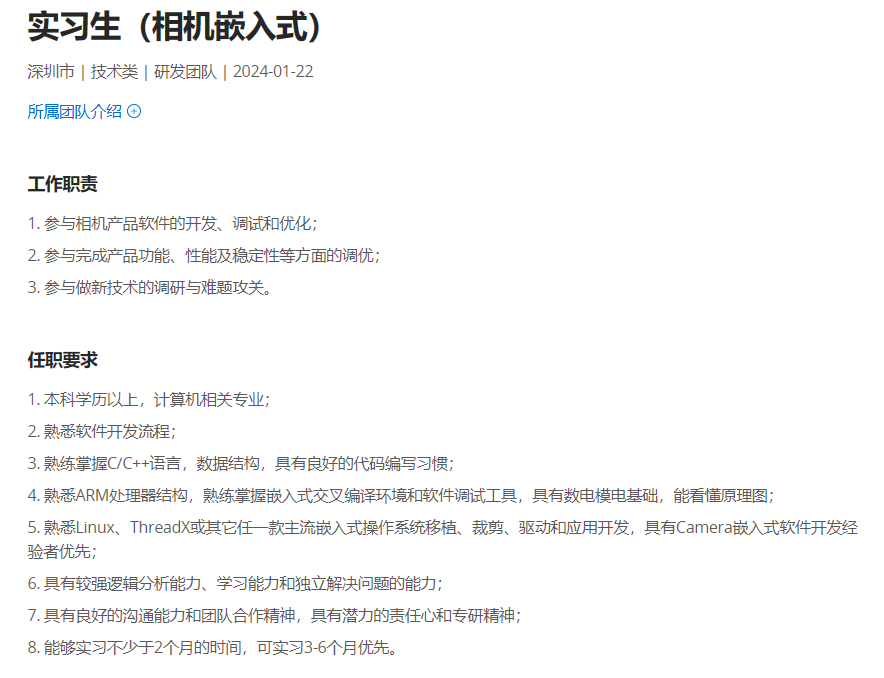 实习生（相机嵌入式）
深圳市 | 技术类 | 研发团队 | 2024-01-22
所属团队介绍
工作职责
1. 参与相机产品软件的开发、调试和优化；
2. 参与完成产品功能、性能及稳定性等方面的调优；
3. 参与做新技术的调研与难题攻关。
任职要求
1. 本科学历以上，计算机相关专业；
2. 熟悉软件开发流程；
3. 熟练掌握C/C++语言，数据结构，具有良好的代码编写习惯；
4. 熟悉ARM处理器结构，熟练掌握嵌入式交叉编译环境和软件调试工具，具有数电模电基础，能看懂原理图；
5. 熟悉Linux、ThreadX或其它任一款主流嵌入式操作系统移植、裁剪、驱动和应用开发，具有Camera嵌入式软件开发经
验者优先；
6. 具有较强逻辑分析能力、学习能力和独立解决问题的能力；
7. 具有良好的沟通能力和团队合作精神，具有潜力的责任心和专研精神；
8. 能够实习不少于2个月的时间，可实习3-6个月优先。